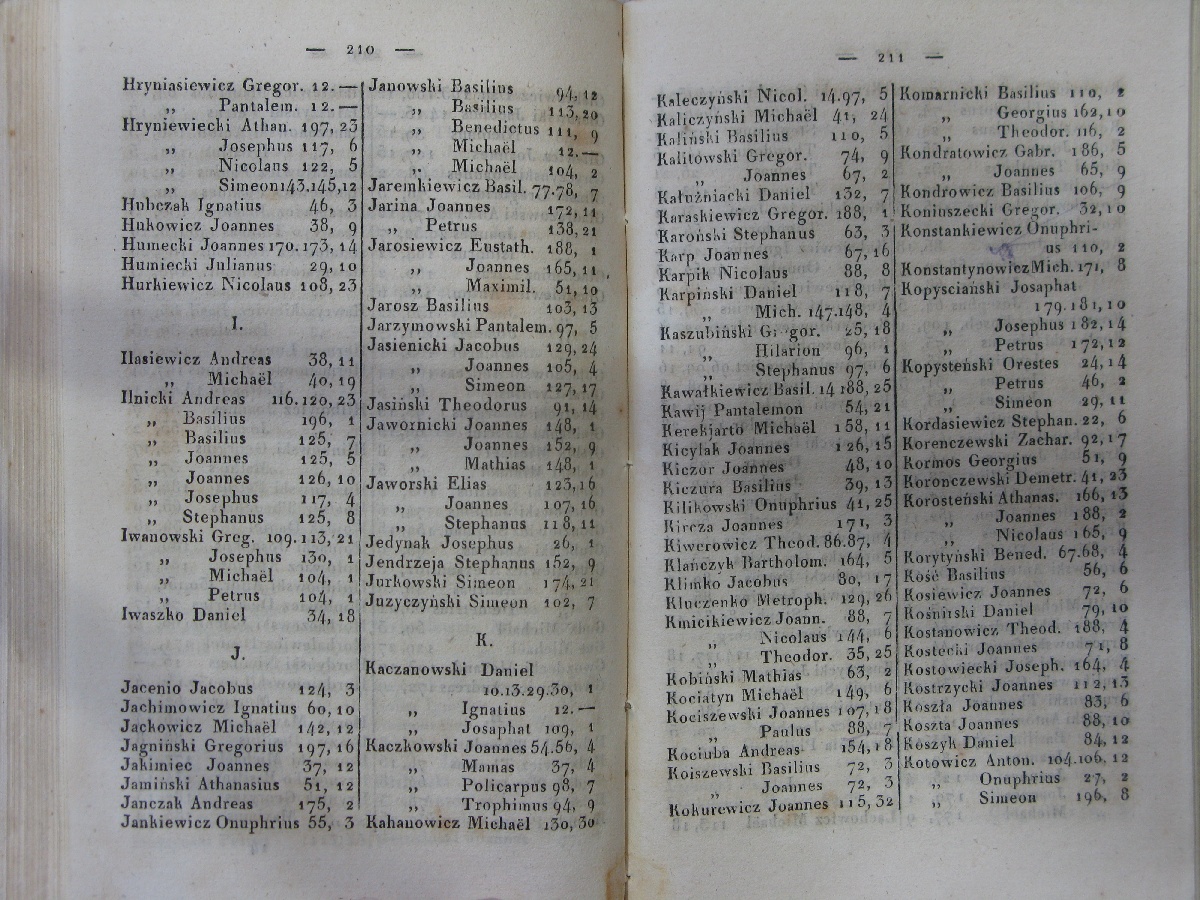 — 210 —
Hryniasiewicz Gregor. 12.—
„ Pantalem. 12.—
Hryniewiecki Athan. 197, 23
„ Josephus 117, 6
„ Nicolaus 122, 5
„ Simeon 143.145, 12
Hubczak Ignatius 46, 3
Hukowicz Joannes 38, 9
Humecki Joannes 170.173, 14
Humiecki Julianus 29, 10
Hurkiewicz Nicolaus 108, 23
I.
Ilasiewicz Andreas 38, 11
„ Michaël 40, 19
Ilnicki Andreas 116.120, 23
„ Basilius 196, 1
„ Basilius 125, 7
„ Joannes 125, 5
„ Joannes 126, 10
„ Josephus 117, 4
„ Stephanus 125, 8
Iwanowski Greg. 109.113, 21
„ Josephus 130, 1
„ Michaël 104, 1
„ Petrus 104, 1
Iwaszko Daniel 34, 18
J.
Jacenio Jacobus 124, 3
Jachimowicz Ignatius 60, 10
Jackowicz Michaël 142, 12
Jagniński Gregorius 197, 16
Jakimiec Joannes 37, 12
Jamiński Athanasius 51, 12
Janczak Andreas 175, 2
Jankiewicz Onuphrius 55, 3
Janowski Basilius 94, 12
„ Basilius 113, 20
„ Benedictus 111, 9
„ Michaël 12.—
„ Michaël 104, 2
Jaremkiewicz Basil. 77.78, 7
Jarina Joannes 172, 11
„ Petrus 138, 21
Jarosiewicz Eustath. 188, 1
„ Joannes 165, 11
„ Maximil. 51, 10
Jarosz Basilius 103, 13
Jarzymowski Pantalem. 97, 5
Jasienicki Jacobus 129, 24
„ Joannes 105, 4
„ Simeon 127, 17
Jasiński Theodorus 91, 14
Jawornicki Joannes 148, 1
„ Joannes 152, 9
„ Mathias 148, 1
Jaworski Elias 123, 16
„ Joannes 107, 16
„ Stephanus 118, 11
Jedynak Josephus 26, 1
Jendrzeja Stephanus 152, 9
Jurkowski Simeon 174, 21
Juzyczyński Simeon 102, 7
K.
Kaczanowski Daniel
10.13.29.30, 1
„ Ignatius 12.—
„ Josaphat 109, 1
Kaczkowski Joannes 54.56, 4
„ Mamas 37, 4
„ Policarpus 98, 7
„ Trophimus 94, 9
Kahanowicz Michaël 130, 30
— 211 —
Kaleczyński Nicol. 14.97, 5
Kaliczyński Michaël 41, 24
Kaliński Basilius 110, 5
Kalitowski Gregor. 74, 9
„ Joannes 67, 2
Kałużniacki Daniel 132, 7
Karaskiewicz Gregor. 188, 1
Karoński Stephanus 63, 3
Karp Joannes 67, 16
Karpik Nicolaus 88, 8
Karpiński Daniel 118, 7
„ Mich. 147.148, 4
Kaszubiński Gregor. 25, 18
„ Hilarion 96, 1
„ Stephanus 97, 6
Kawałkiewicz Basil. 14 188, 25
Kawij Pantalemon 54, 21
Kerekjarto Michaël 158, 11
Kicylak Joannes 126, 15
Kiczor Joannes 48, 10
Kiczura Basilius 39, 13
Kilikowski Onuphrius 41, 25
Kircza Joannes 171, 3
Kiwerowicz Theod. 86.87, 4
Klańczyk Bartholom. 164, 5
Klimko Jacobus 80, 17
Kluczenko Metroph. 129, 26
Kmicikiewicz Joann. 88, 7
„ Nicolaus 144, 6
„ Theodor. 35, 25
Kobiński Mathias 63, 2
Kociatyn Michaël 149, 6
Kociszewski Joannes 107, 18
„ Paulus 88, 7
Kociuba Andreas 154, 18
Koiszewski Basilius 72, 3
„ Joannes 72, 3
Kokurewicz Joannes 115, 32
Komarnicki Basilius 110, 2
„ Georgius 162, 10
„ Theodor. 116, 2
Kondratowicz Gabr. 186, 5
„ Joannes 65, 9
Kondrowicz Basilius 106, 9
Koniuszecki Gregor. 32, 10
Konstankiewicz Onuphri-
us 110, 2
Konstantynowicz Mich. 171, 8
Kopysciański Josaphat
179.181, 10
„ Josephus 182, 14
„ Petrus 172, 12
Kopysteński Orestes 24, 14
„ Petrus 46, 2
„ Simeon 29, 11
Kordasiewicz Stephan. 22, 6
Korenczewski Zachar. 92, 17
Kormos Georgius 51, 9
Koronczewski Demetr. 41, 23
Korosteński Athanas. 166, 13
„ Joannes 188, 2
„ Nicolaus 165, 9
Korytyński Bened. 67.68, 4
Kość Basilius 56, 6
Kosiewicz Joannes 72, 6
Kośnitski Daniel 79, 10
Kostanowicz Theod. 188, 4
Kostecki Joannes 71, 8
Kostowiecki Joseph. 164, 4
Kostrzycki Joannes 112, 13
Koszla Joannes 83, 6
Koszta Joannes 88, 10
Koszyk Daniel 84, 12
Kotowicz Anton. 104.106, 12
„ Onuphrius 27, 2
„ Simeon 196, 8